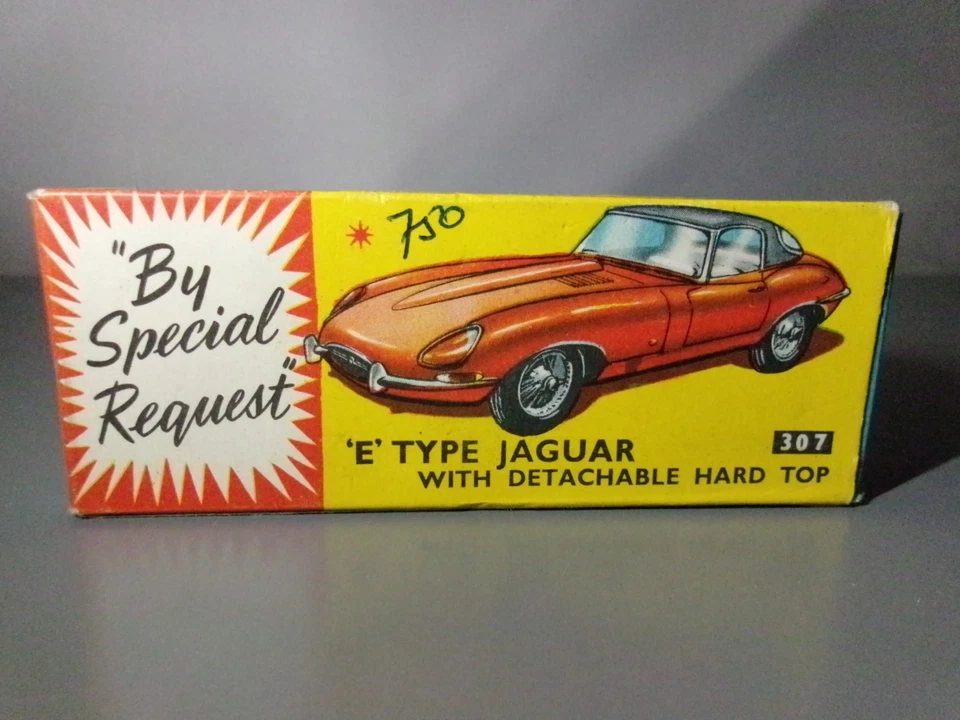 "By
Special
Request"
750
'E' TYPE JAGUAR
307
WITH DETACHABLE HARD TOP